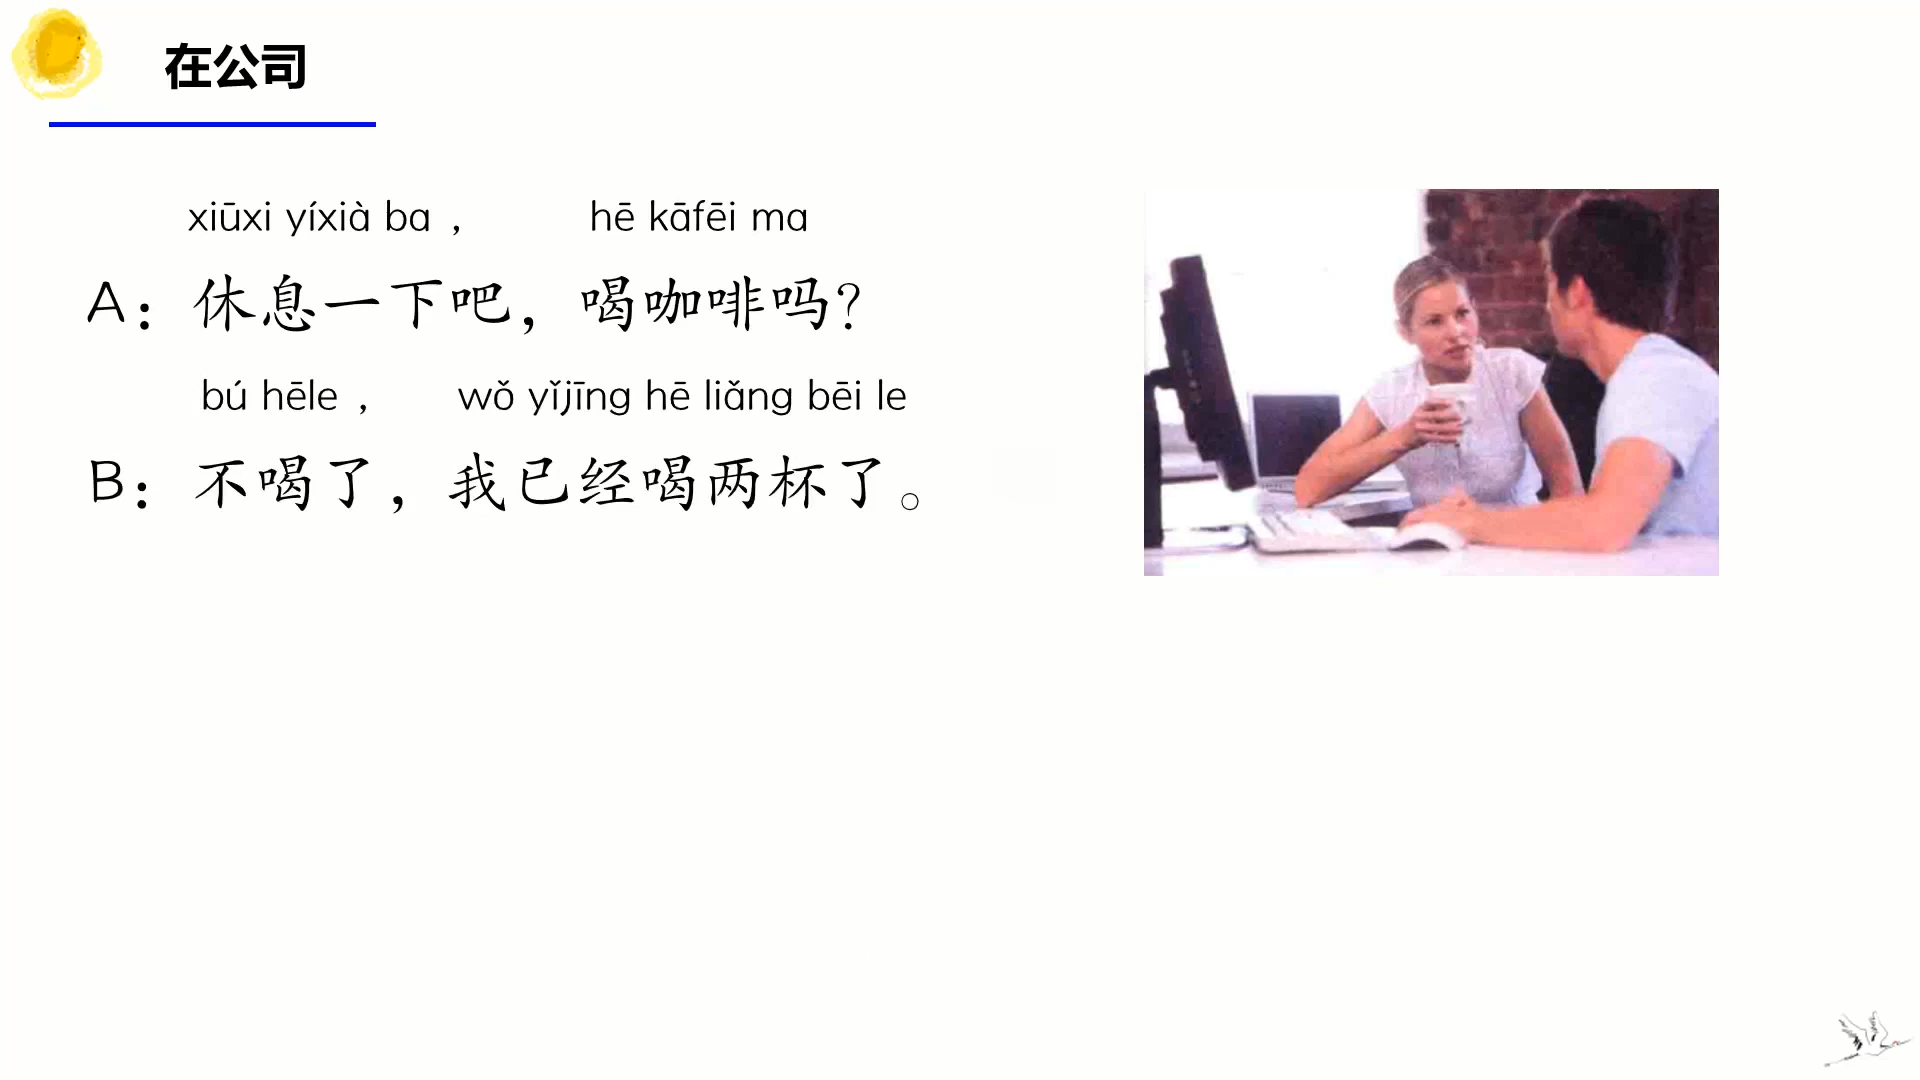 在公司
xiūxi yíxià ba , hē kāfēi ma
A：休息一下吧，喝咖啡吗？
bú hēle , wǒ yǐjīng hē liǎng bēi le
B：不喝了，我已经喝两杯了。